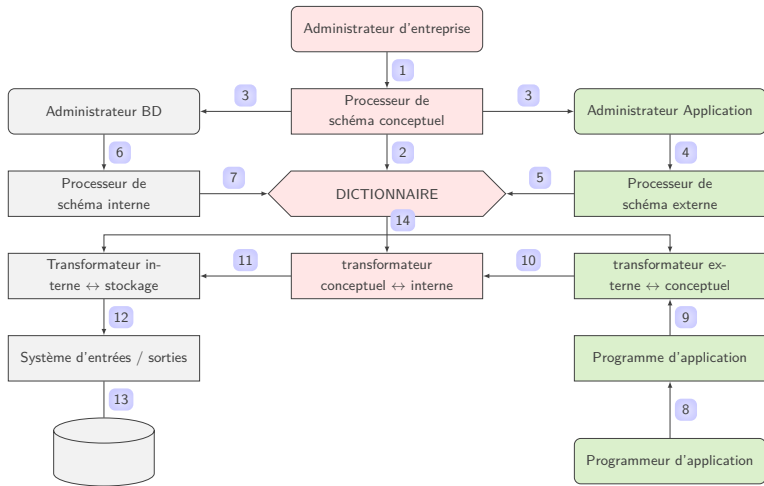 Administrateur d'entreprise
1
3
3
Administrateur BD
Processeur de
schéma conceptuel
Administrateur Application
6
2
4
Processeur de
schéma interne
7
DICTIONNAIRE
5
Processeur de
schéma externe
14
Transformateur in-
terne ↔ stockage
11
transformateur
conceptuel ↔ interne
10
transformateur ex-
terne ↔ conceptuel
12
9
Système d'entrées / sorties
Programme d'application
13
8
Programmeur d'application